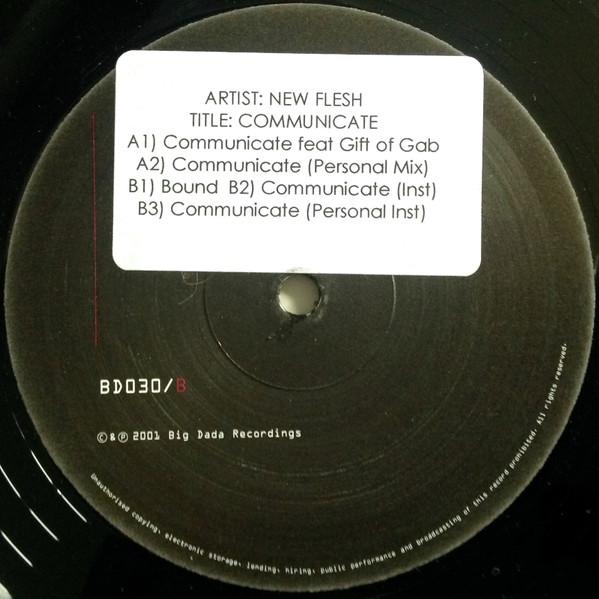 ARTIST: NEW FLESH
TITLE: COMMUNICATE
A1) Communicate feat Gift of Gab
A2) Communicate (Personal Mix)
B1) Bound B2) Communicate (Inst)
B3) Communicate (Personal Inst)
BD030/B
©&℗ 2001 Big Dada Recordings
Unauthorised copying, electronic storage, lending, hiring, public performance and broadcasting of this record prohibited. All rights reserved.